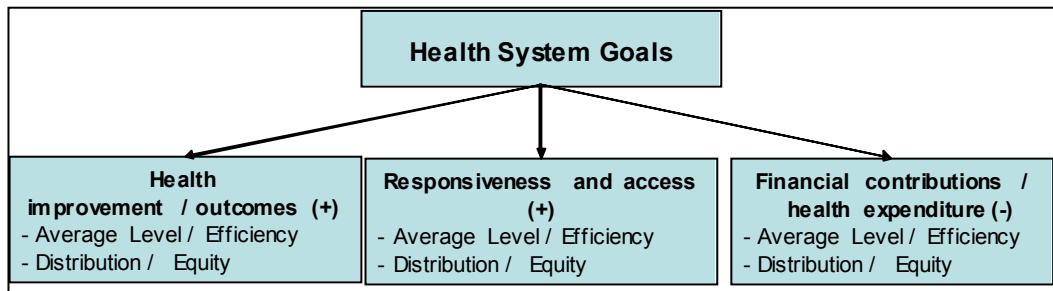 Health System Goals
Health
improvement / outcomes (+)
- Average Level / Efficiency
- Distribution / Equity
Responsiveness and access
(+)
- Average Level / Efficiency
- Distribution / Equity
Financial contributions /
health expenditure (-)
- Average Level / Efficiency
- Distribution / Equity